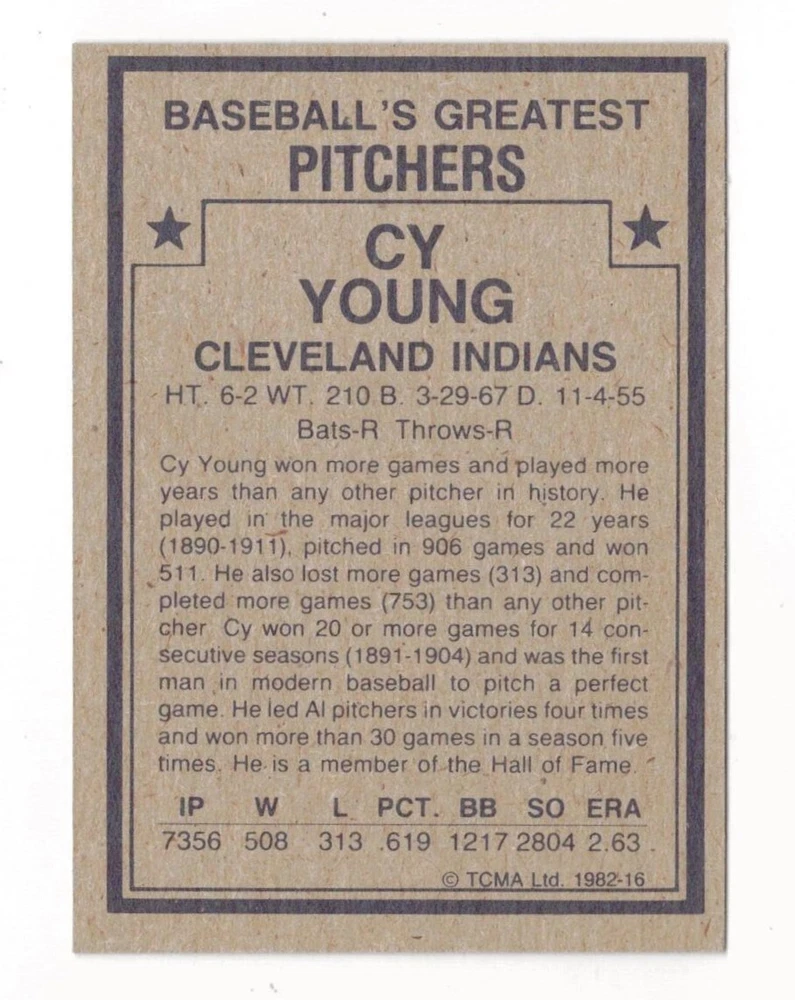 BASEBALL'S GREATEST
PITCHERS
CY
YOUNG
CLEVELAND INDIANS
HT. 6-2 WT. 210 B. 3-29-67 D. 11-4-55
Bats-R Throws-R
Cy Young won more games and played more
years than any other pitcher in history. He
played in the major leagues for 22 years
(1890-1911), pitched in 906 games and won
511. He also lost more games (313) and com-
pleted more games (753) than any other pit-
cher Cy won 20 or more games for 14 con-
secutive seasons (1891-1904) and was the first
man in modern baseball to pitch a perfect
game. He led Al pitchers in victories four times
and won more than 30 games in a season five
times. He is a member of the Hall of Fame.
IP W L PCT. BB SO ERA
7356 508 313 .619 1217 2804 2.63
© TCMA Ltd. 1982-16